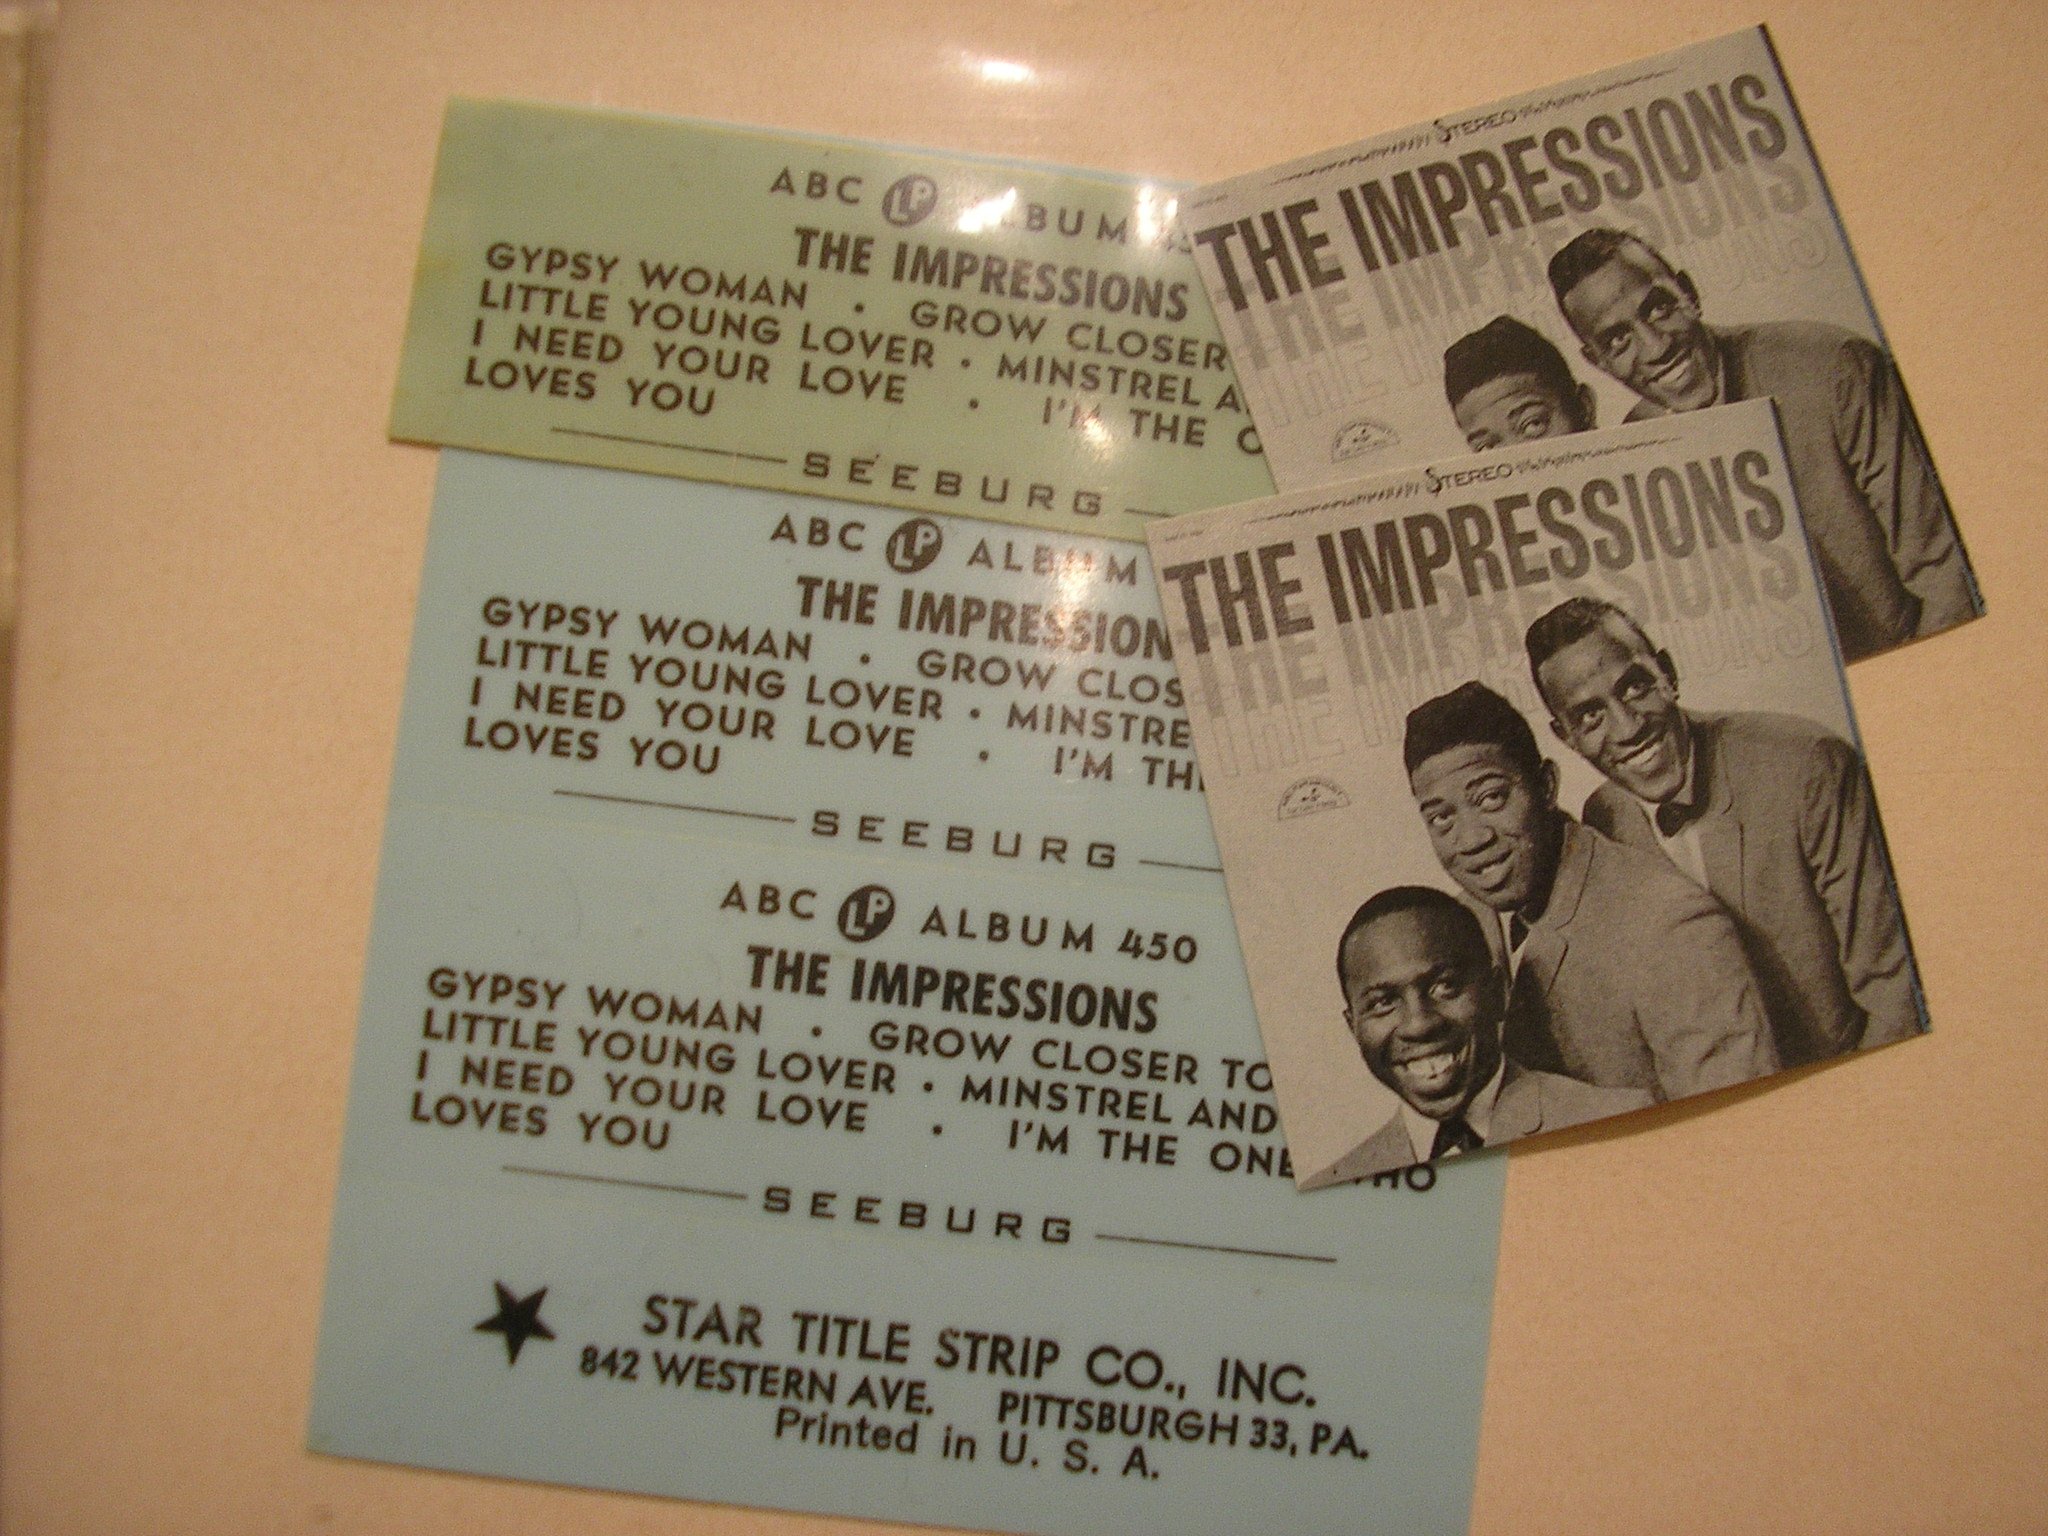 ABC LP ALBUM
THE IMPRESSIONS
GYPSY WOMAN • GROW CLOSER
LITTLE YOUNG LOVER • MINSTREL
I NEED YOUR LOVE • I'M THE
LOVES YOU
SEEBURG
ABC LP ALBUM
THE IMPRESSION
GYPSY WOMAN • GROW CLOS
LITTLE YOUNG LOVER • MINSTRE
I NEED YOUR LOVE • I'M TH
LOVES YOU
SEEBURG
ABC LP ALBUM 450
THE IMPRESSIONS
GYPSY WOMAN • GROW CLOSER TO
LITTLE YOUNG LOVER • MINSTREL AND
I NEED YOUR LOVE • I'M THE ONE WHO
LOVES YOU
SEEBURG
STAR TITLE STRIP CO., INC.
842 WESTERN AVE. PITTSBURGH 33, PA.
Printed in U. S. A.
STEREO
THE IMPRESSIONS
THE IMPRESSIONS
STEREO
THE IMPRESSIONS
THE IMPRESSIONS